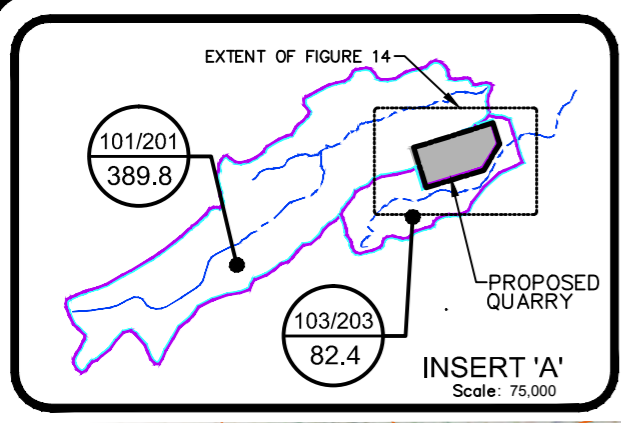 EXTENT OF FIGURE 14
101/201
389.8
PROPOSED
QUARRY
103/203
82.4
INSERT 'A'
Scale: 75,000